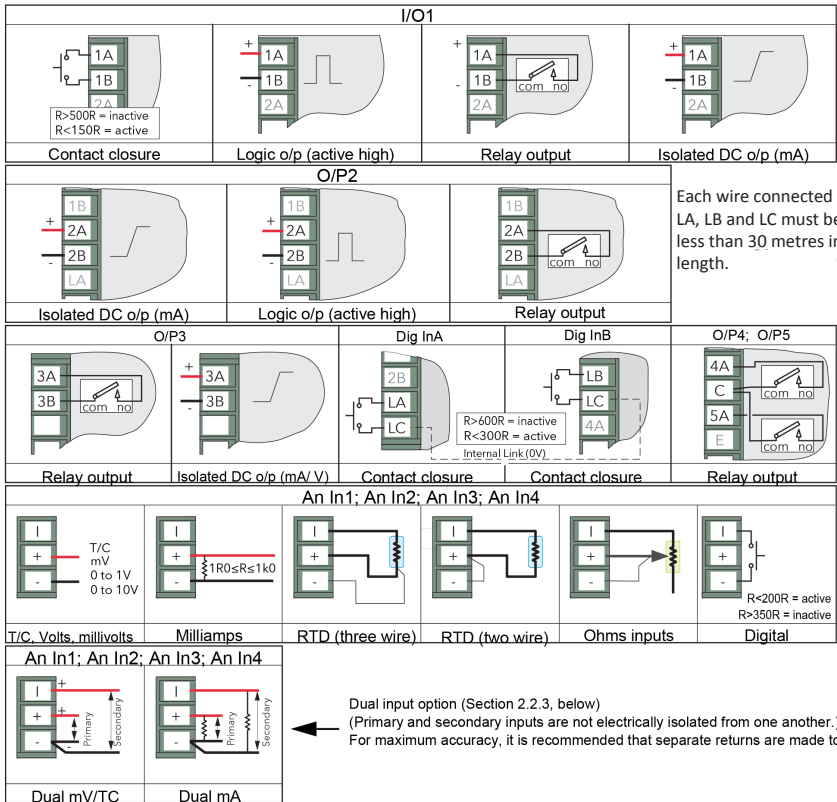 I/O1
1A
1B
2A
R>500R = inactive
R<150R = active
Contact closure
+
1A
1B
-
2A
Logic o/p (active high)
+
1A
1B
-
2A
com no
Relay output
+
1A
1B
-
2A
Isolated DC o/p (mA)
O/P2
1B
+
2A
2B
-
LA
Isolated DC o/p (mA)
1B
+
2A
2B
-
LA
Logic o/p (active high)
1B
2A
2B
LA
com no
Relay output
Each wire connected
LA, LB and LC must be
less than 30 metres in
length.
O/P3
3A
3B
com no
Relay output
+
3A
3B
-
Isolated DC o/p (mA/ V)
Dig InA
2B
LA
LC
Contact closure
R>600R = inactive
R<300R = active
Internal Link (0V)
Dig InB
LB
LC
4A
Contact closure
O/P4; O/P5
4A
C
5A
E
com no
com no
Relay output
An In1; An In2; An In3; An In4
I
+
-
T/C
mV
0 to 1V
0 to 10V
T/C, Volts, millivolts
I
+
-
1R0≤R≤1k0
Milliamps
I
+
-
RTD (three wire)
I
+
-
RTD (two wire)
I
+
-
Ohms inputs
I
+
-
R<200R = active
R>350R = inactive
Digital
An In1; An In2; An In3; An In4
I
+
-
+
+
-
Primary
Secondary
Dual mV/TC
I
+
-
Primary
Secondary
Dual mA
Dual input option (Section 2.2.3, below)
(Primary and secondary inputs are not electrically isolated from one another.)
For maximum accuracy, it is recommended that separate returns are made to